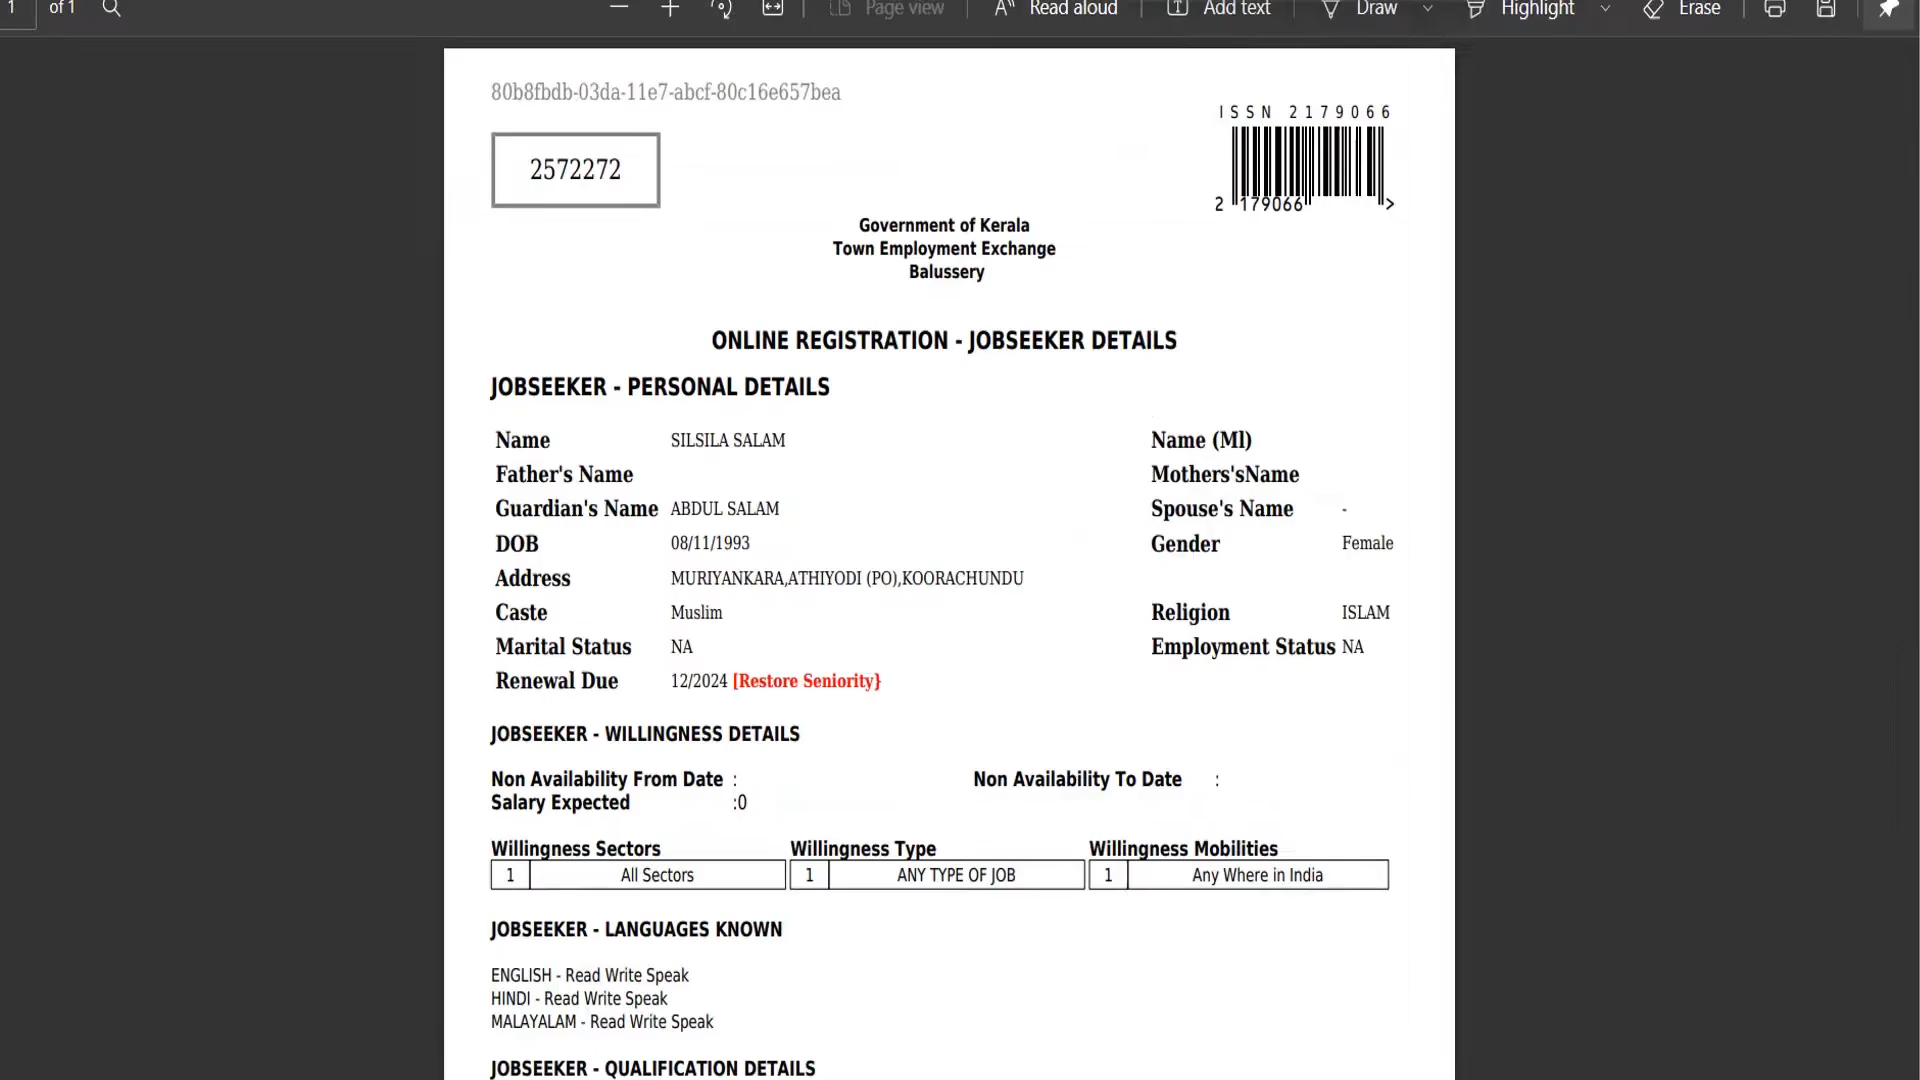 1 of 1 Page view Read aloud Add text Draw Highlight Erase
80b8fbdb-03da-11e7-abcf-80c16e657bea
ISSN 2179066
2572272
2 179066 >
Government of Kerala
Town Employment Exchange
Balussery
ONLINE REGISTRATION - JOBSEEKER DETAILS
JOBSEEKER - PERSONAL DETAILS
Name SILSILA SALAM Name (Ml)
Father's Name Mothers'sName
Guardian's Name ABDUL SALAM Spouse's Name -
DOB 08/11/1993 Gender Female
Address MURIYANKARA,ATHIYODI (PO),KOORACHUNDU
Caste Muslim Religion ISLAM
Marital Status NA Employment Status NA
Renewal Due 12/2024 [Restore Seniority}
JOBSEEKER - WILLINGNESS DETAILS
Non Availability From Date : Non Availability To Date :
Salary Expected :0
Willingness Sectors Willingness Type Willingness Mobilities
1 All Sectors 1 ANY TYPE OF JOB 1 Any Where in India
JOBSEEKER - LANGUAGES KNOWN
ENGLISH - Read Write Speak
HINDI - Read Write Speak
MALAYALAM - Read Write Speak
JOBSEEKER - QUALIFICATION DETAILS